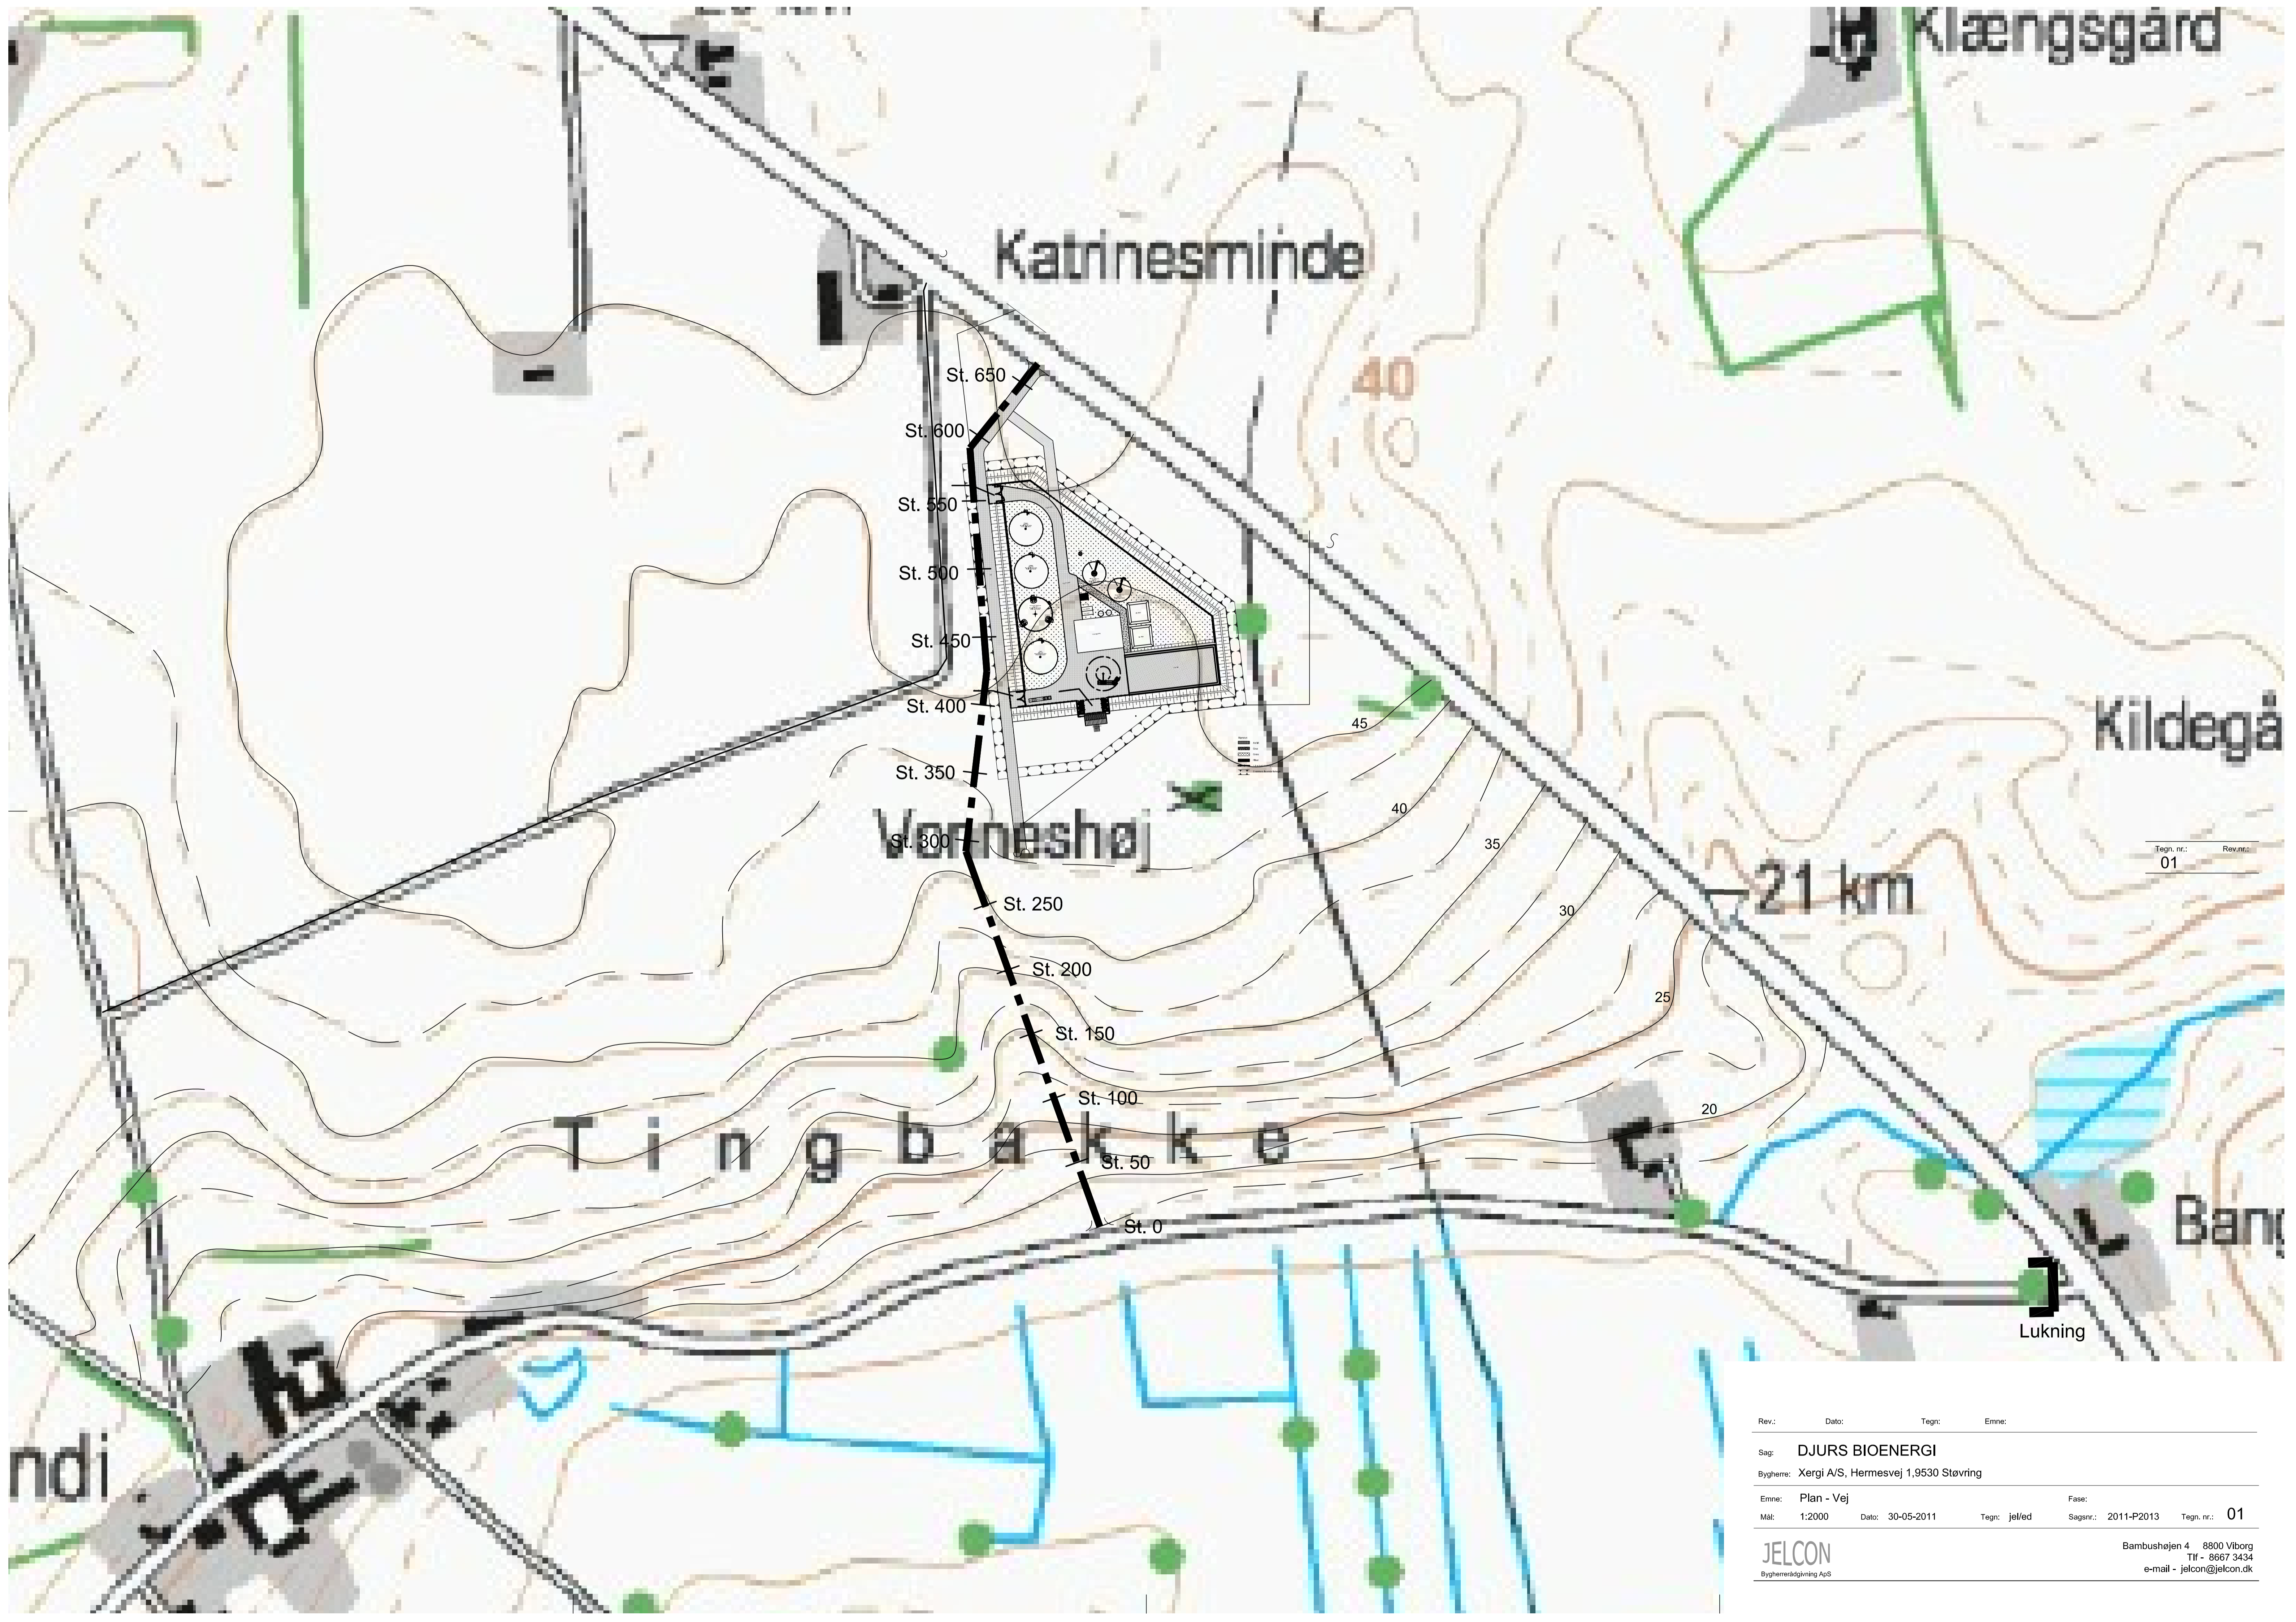 Klængsgård
Katrinesminde
St. 650
40
St. 600
St. 550
St. 500
St. 450
St. 400
Kildegå
45
St. 350
40
Vonneshøj
St. 300
35
Tegn. nr.: Rev.nr.:
01
21 km
St. 250
30
St. 200
25
St. 150
St. 100
20
Tingbakke
St. 50
St. 0
Bang
Lukning
ndi
Rev.: Dato: Tegn: Emne:
Sag: DJURS BIOENERGI
Bygherre: Xergi A/S, Hermesvej 1,9530 Støvring
Emne: Plan - Vej Fase:
Mål: 1:2000 Dato: 30-05-2011 Tegn: jel/ed Sagsnr.: 2011-P2013 Tegn. nr.: 01
JELCON
Bygherrerådgivning ApS
Bambushøjen 4 8800 Viborg
Tlf - 8667 3434
e-mail - jelcon@jelcon.dk